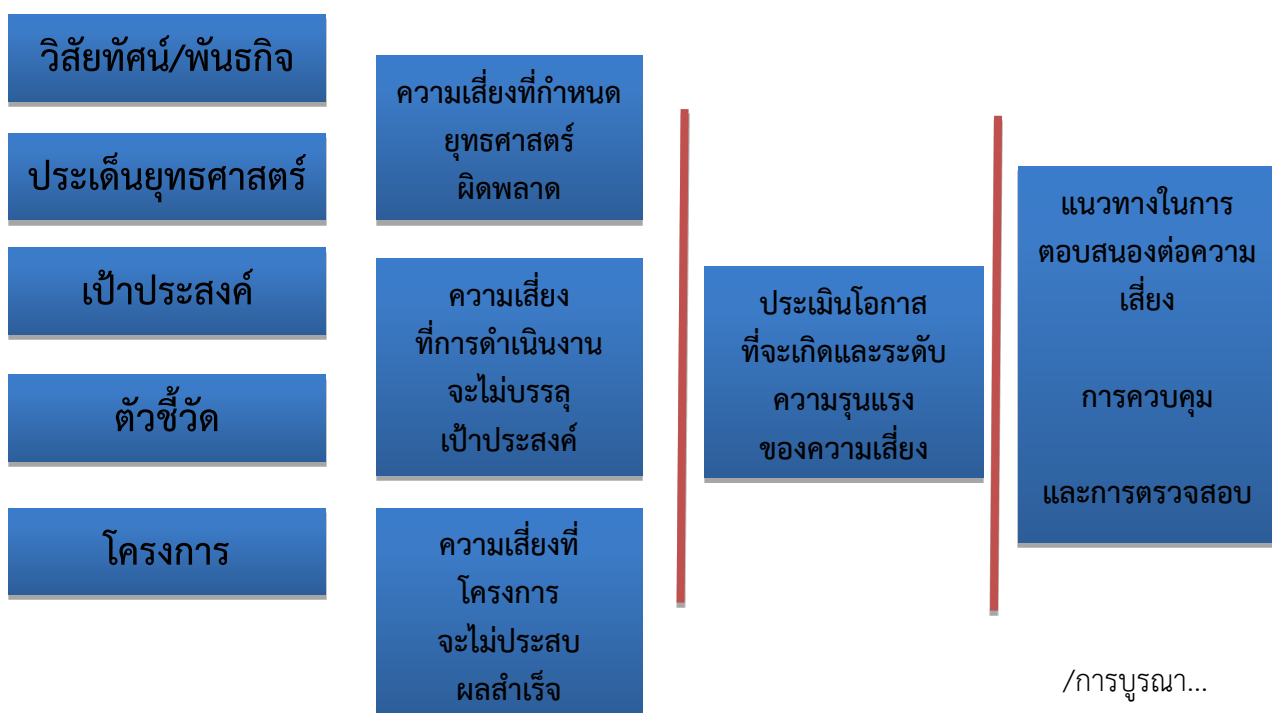 วิสัยทัศน์/พันธกิจ
ประเด็นยุทธศาสตร์
เป้าประสงค์
ตัวชี้วัด
โครงการ
ความเสี่ยงที่กำหนด
ยุทธศาสตร์
ผิดพลาด
ความเสี่ยง
ที่การดำเนินงาน
จะไม่บรรลุ
เป้าประสงค์
ความเสี่ยงที่
โครงการ
จะไม่ประสบ
ผลสำเร็จ
ประเมินโอกาส
ที่จะเกิดและระดับ
ความรุนแรง
ของความเสี่ยง
แนวทางในการ
ตอบสนองต่อความ
เสี่ยง
การควบคุม
และการตรวจสอบ
/การบูรณา...